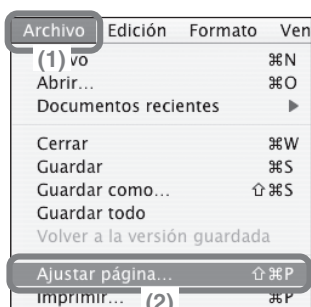 Archivo Edición Formato Ven
(1) vo ⌘N
Abrir... ⌘O
Documentos recientes ▶
Cerrar ⌘W
Guardar ⌘S
Guardar como... ⇧⌘S
Guardar todo
Volver a la versión guardada
Ajustar página... ⇧⌘P
Imprimir... (2) ⌘P